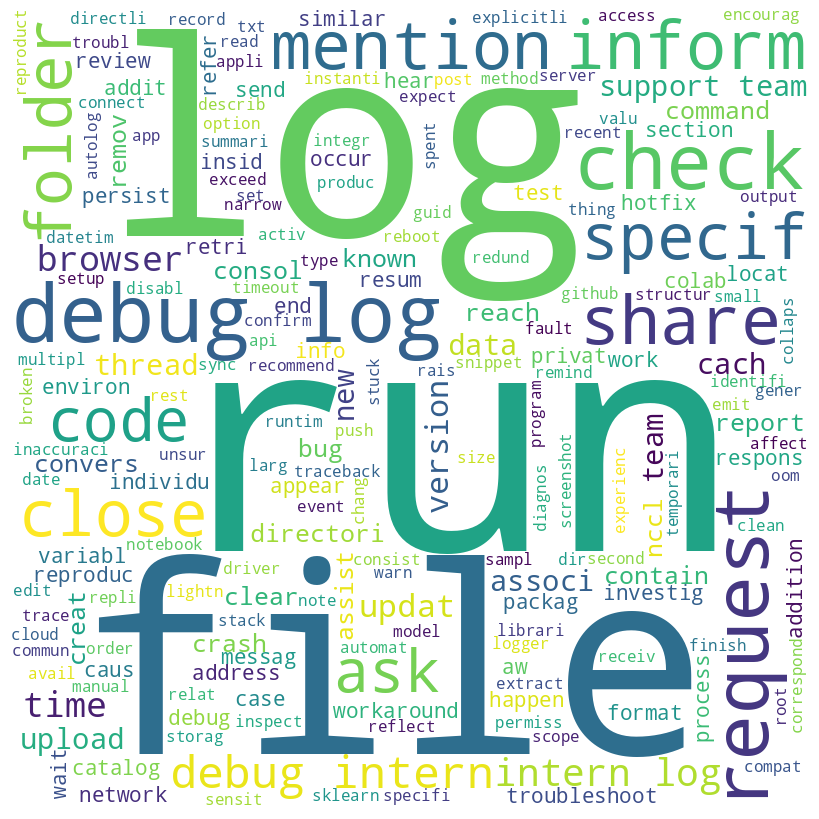 directli record txt similar explicitli access encourag
troubl refer read mention post inform
review appli hear method server
reproduct folder addit log send instanti support team
connect describ expect command
autolog app remov option summari integr spent recent valu section
insid occur check
persist exceed produc narrow test hotfix output
datetim set guid thing specif
browser retri activ reboot redund
setup disabl consol type known resum colab locat
timeout end reach github structur small
debug log confirm fault share collaps
multipl thread sync api info data snippet privat work cach
broken environ recommend stuck rais remind identifi
rest new version program emit gener
code runtim run report
inaccuraci unsur push size affect
convers larg bug traceback diagnos screenshot experienc team temporari respons
date individu appear event chang nccl oom
close directori request clean
variabl notebook consist sampl dir second
reproduc driver warn associ contain addition
edit creat lightn assist file investig
trace repli clear note packag
cloud stack updat librari
commun order crash automat model logger finish
avail caus messag ask aw receiv process root correspond
manual relat address extract happen
time debug case workaround reflect permiss format
upload storag inspect scope compat
wait catalog debug intern intern log
network sensit sklearn specifi troubleshoot